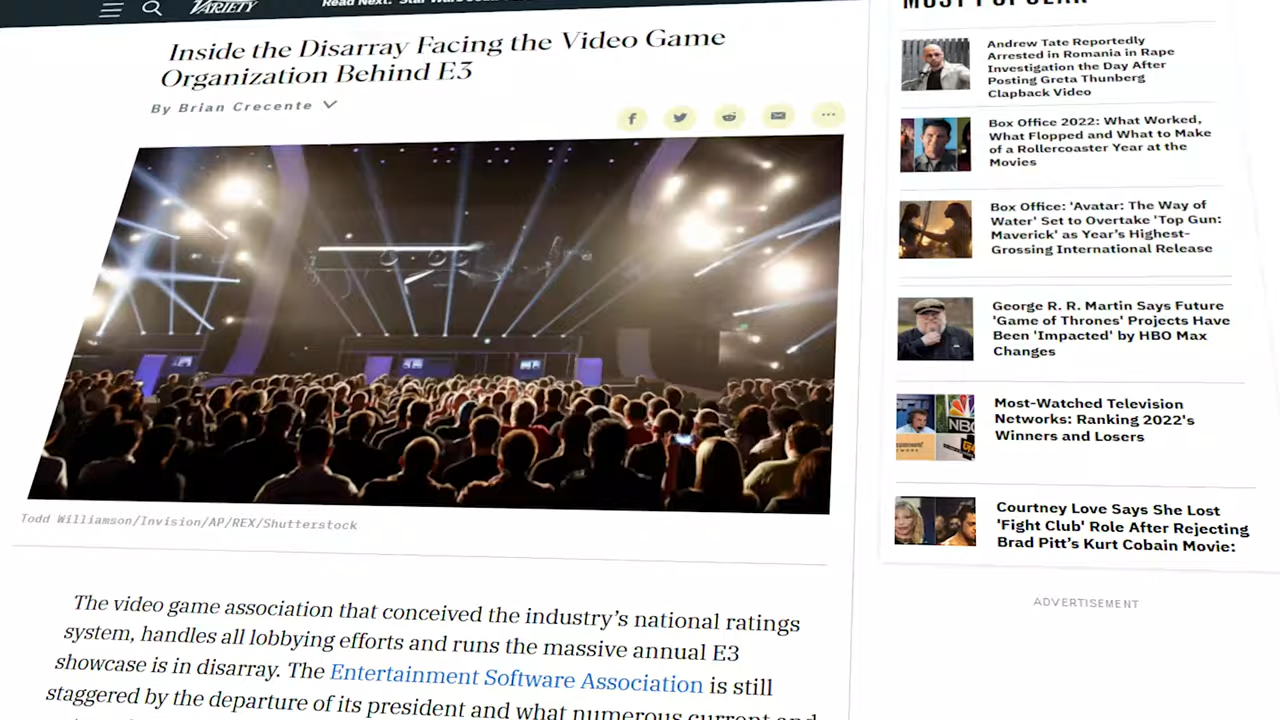 VARIETY
Read Next:
Inside the Disarray Facing the Video Game
Organization Behind E3
By Brian Crecente
Todd Williamson/Invision/AP/REX/Shutterstock
The video game association that conceived the industry's national ratings
system, handles all lobbying efforts and runs the massive annual E3
showcase is in disarray. The Entertainment Software Association is still
staggered by the departure of its president and what numerous current and
MOST POPULAR
Andrew Tate Reportedly
Arrested in Romania in Rape
Investigation the Day After
Posting Greta Thunberg
Clapback Video
Box Office 2022: What Worked,
What Flopped and What to Make
of a Rollercoaster Year at the
Movies
Box Office: 'Avatar: The Way of
Water' Set to Overtake 'Top Gun:
Maverick' as Year's Highest-
Grossing International Release
George R. R. Martin Says Future
'Game of Thrones' Projects Have
Been 'Impacted' by HBO Max
Changes
Most-Watched Television
Networks: Ranking 2022's
Winners and Losers
NBC
Courtney Love Says She Lost
'Fight Club' Role After Rejecting
Brad Pitt's Kurt Cobain Movie:
ADVERTISEMENT